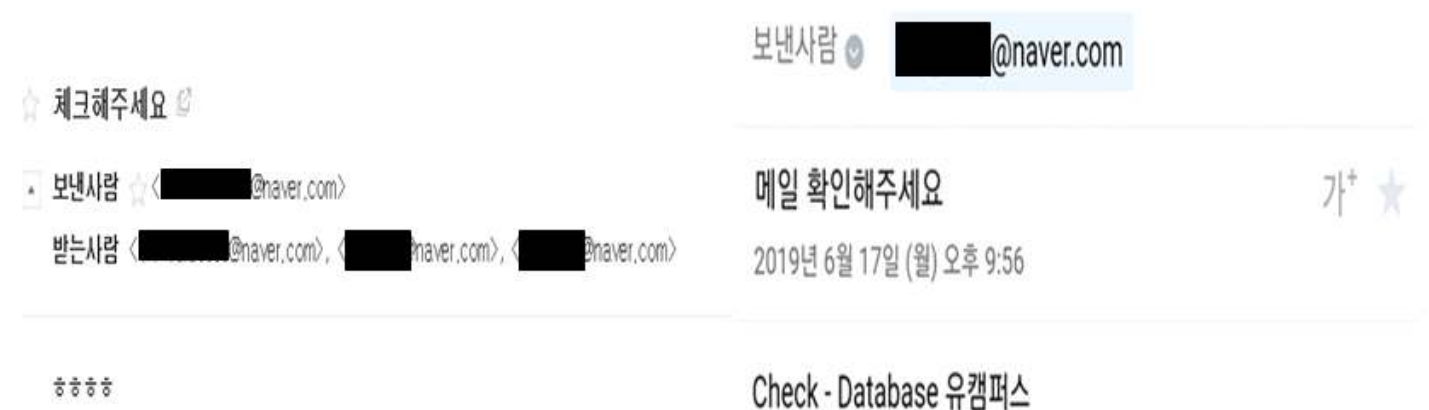 체크해주세요
보낸사람 < @naver.com>
받는사람 < @naver.com>, < naver.com>, < @naver.com>
ㅎㅎㅎㅎ
보낸사람 @naver.com
메일 확인해주세요
가+
2019년 6월 17일 (월) 오후 9:56
Check - Database 유캠퍼스